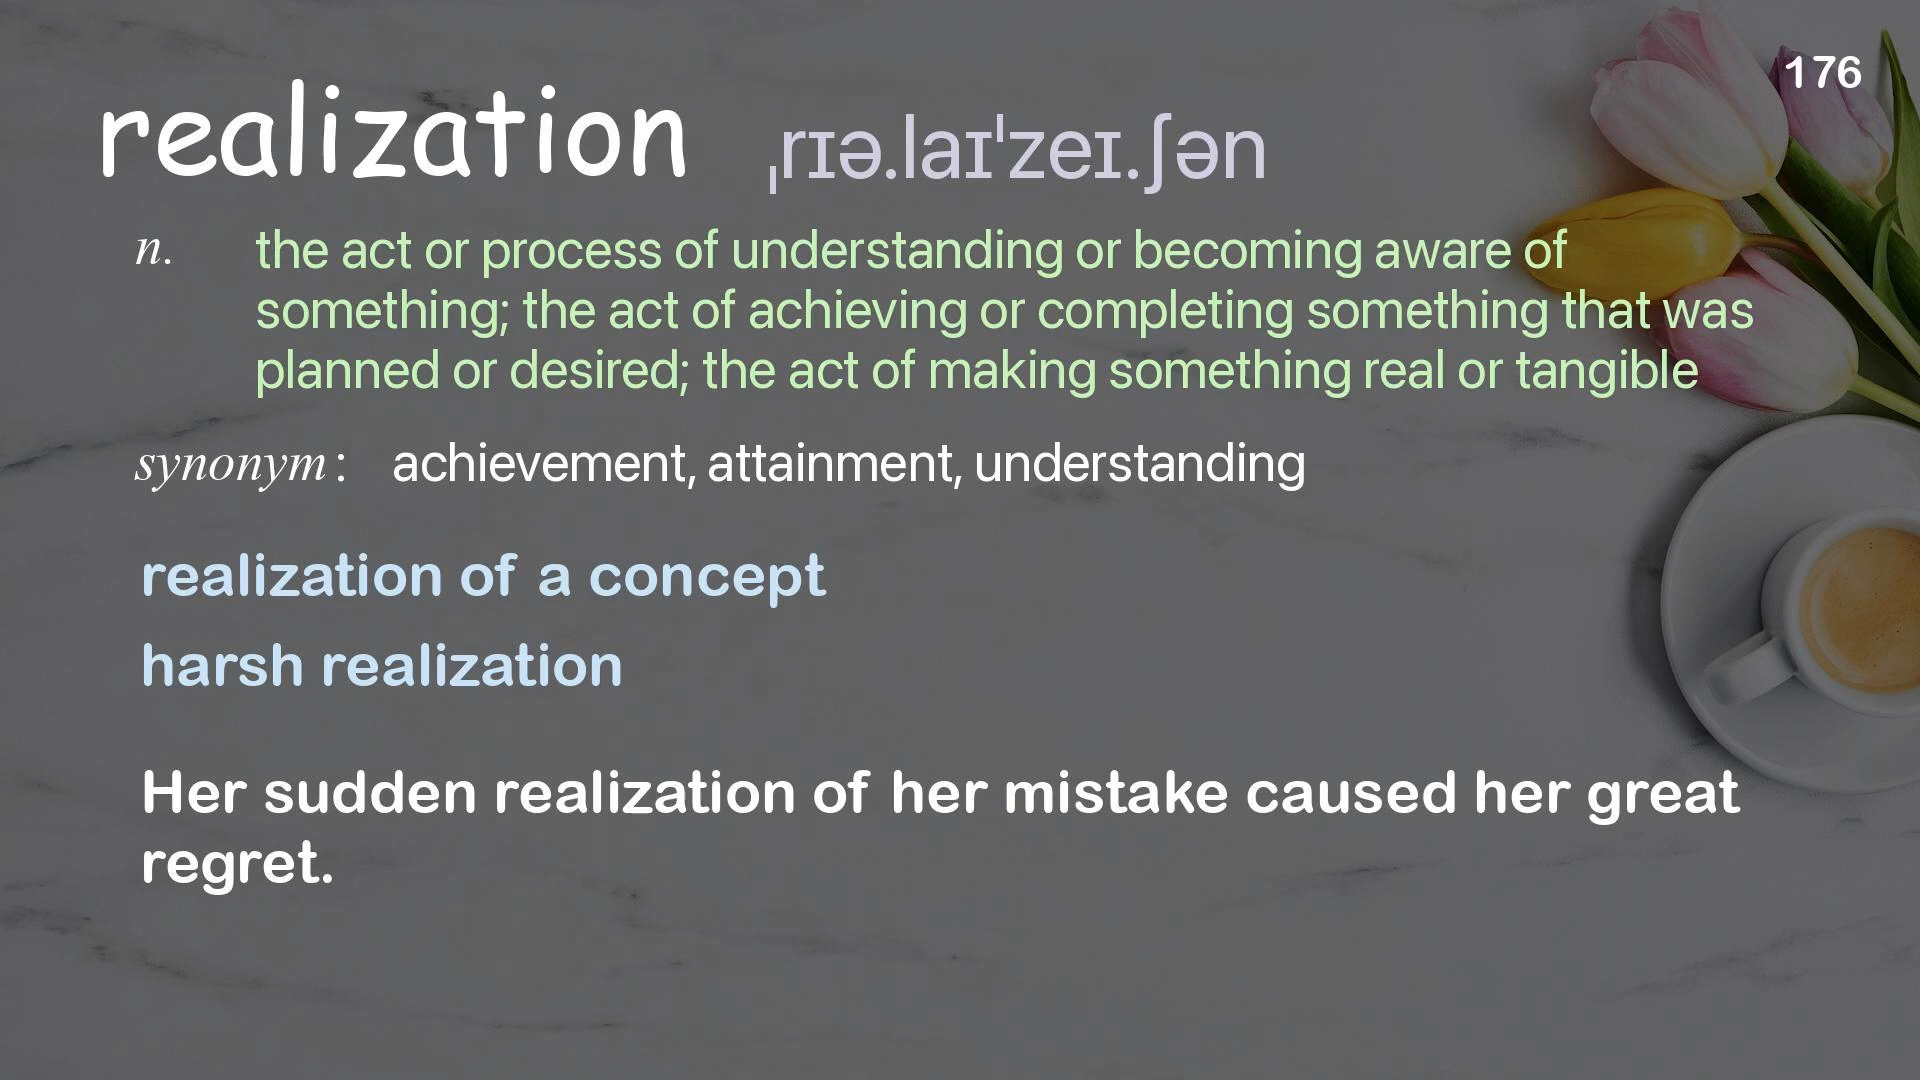 176
realization ˌrɪə.laɪˈzeɪ.ʃən
n. the act or process of understanding or becoming aware of
something; the act of achieving or completing something that was
planned or desired; the act of making something real or tangible
synonym: achievement, attainment, understanding
realization of a concept
harsh realization
Her sudden realization of her mistake caused her great
regret.